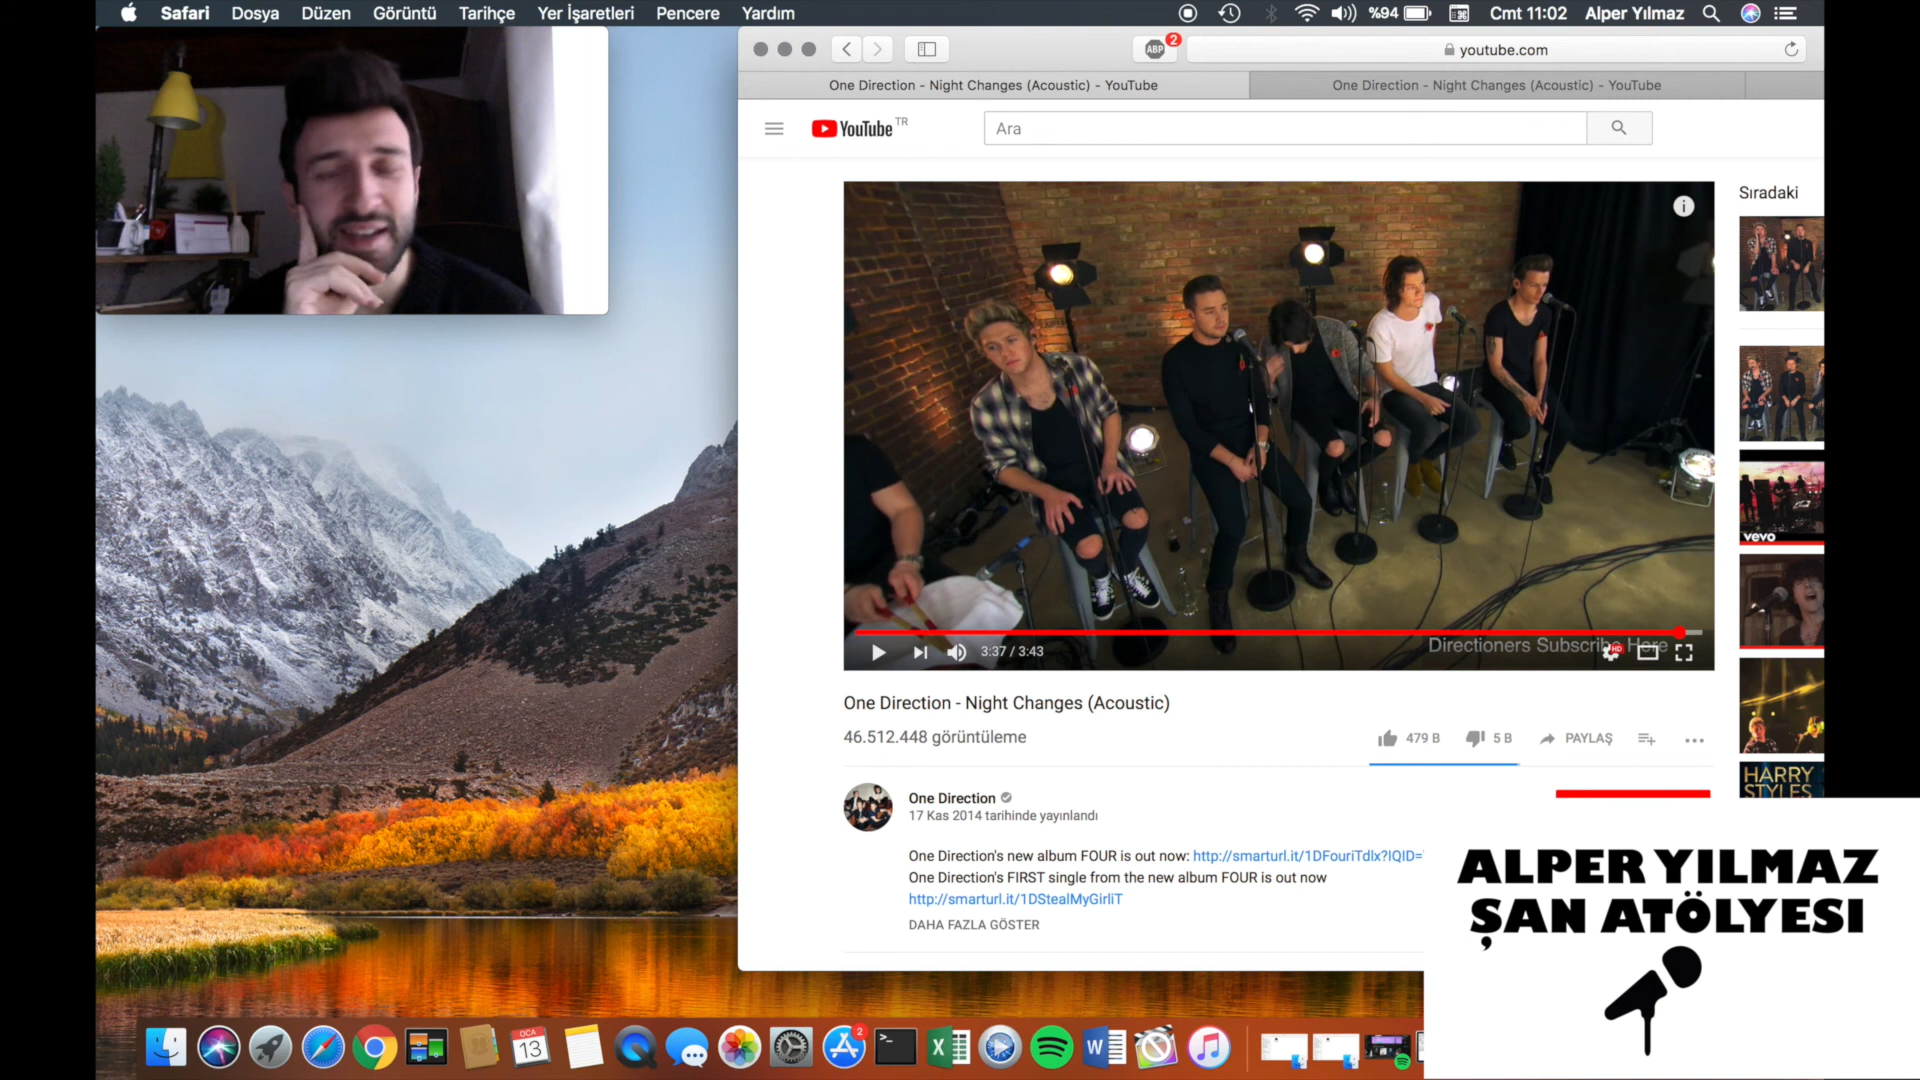 Safari Dosya Düzen Görüntü Tarihçe Yer İşaretleri Pencere Yardım %94 Cmt 11:02 Alper Yılmaz
ABP 2 youtube.com
One Direction - Night Changes (Acoustic) - YouTube One Direction - Night Changes (Acoustic) - YouTube
YouTube TR Ara
Sıradaki
vevo
Directioners Subscribe Here
3:37 / 3:43 HD
One Direction - Night Changes (Acoustic)
46.512.448 görüntüleme 479 B 5 B PAYLAŞ
HARRY
STYLES
One Direction
17 Kas 2014 tarihinde yayınlandı
One Direction's new album FOUR is out now: http://smarturl.it/1DFouriTdlx?IQID=
One Direction's FIRST single from the new album FOUR is out now
http://smarturl.it/1DStealMyGirliT
DAHA FAZLA GÖSTER
ALPER YILMAZ
ŞAN ATÖLYESI
OCA
13
2